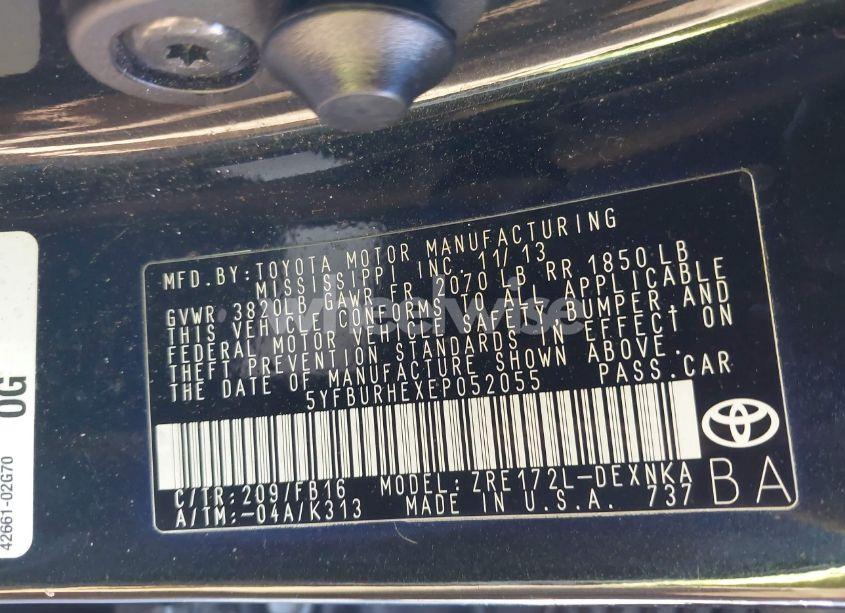 MFD.BY:TOYOTA MOTOR MANUFACTURING
MISSISSIPPI INC. 11/13
GVWR 3820LB GAWR FR 2070 LB RR 1850 LB
THIS VEHICLE CONFORMS TO ALL APPLICABLE
FEDERAL MOTOR VEHICLE SAFETY,BUMPER,AND
THEFT PREVENTION STANDARDS IN EFFECT ON
THE DATE OF MANUFACTURE SHOWN ABOVE.
5YFBURHEXEP052055 PASS.CAR
C/TR:209/FB16 MODEL:ZRE172L-DEXNKA
A/TM:-04A/K313 MADE IN U.S.A. 737
BA
0G
42661-02G70
wheelwise